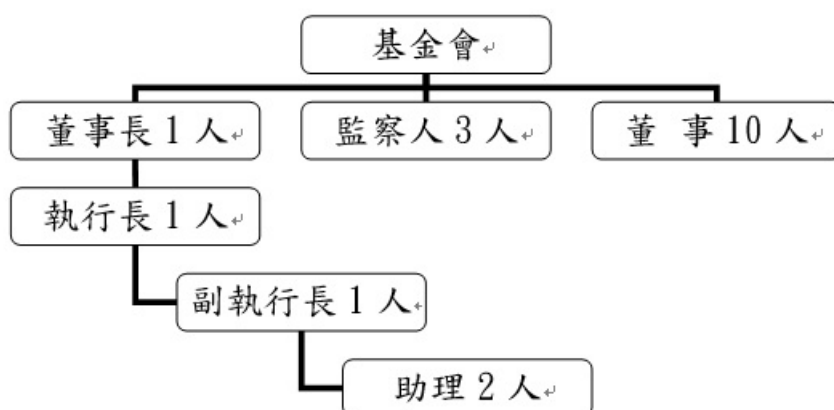 基金會
董事長 1 人
監察人 3 人
董 事 10 人
執行長 1 人
副執行長 1 人
助理 2 人